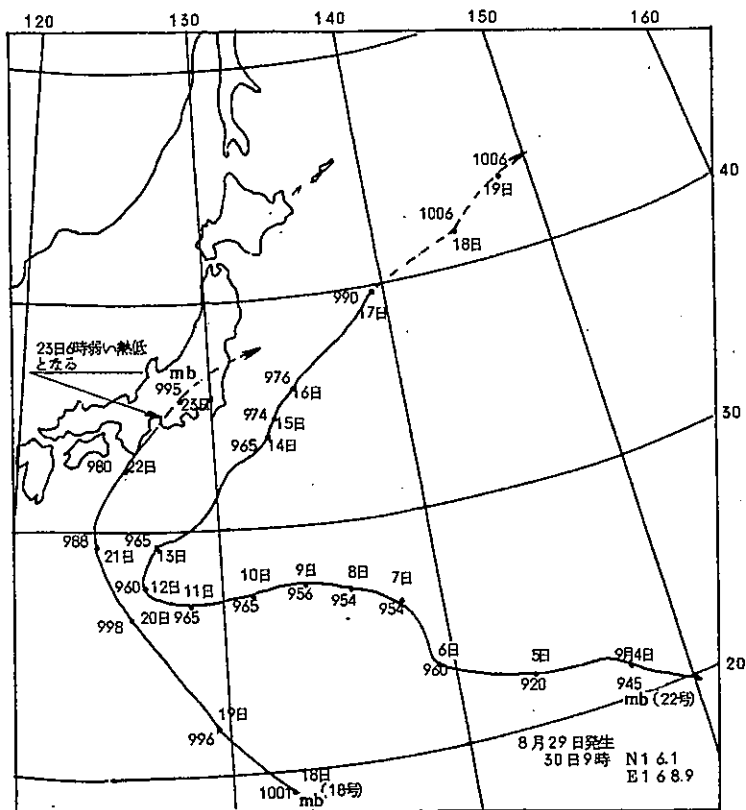 120
130
140
150
160
1006
19日
40
1006
18日
990
17日
23日6時弱い熱低
となる
mb
995
23日
976
16日
974
15日
30
965
14日
980
22日
988
21日
965
13日
960
12日
11日
965
10日
965
9日
956
8日
954
7日
954
998
20日
6日
960
5日
920
9月4日
945
20
mb(22号)
996
19日
8月29日発生
30日9時 N16.1
E168.9
18日
1001
mb(18号)